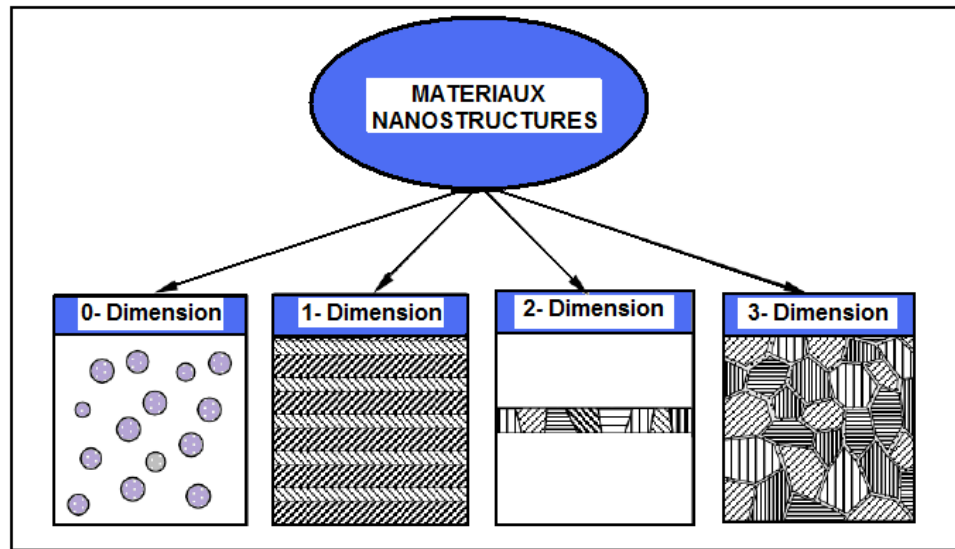 MATERIAUX
NANOSTRUCTURES
0- Dimension
1- Dimension
2- Dimension
3- Dimension